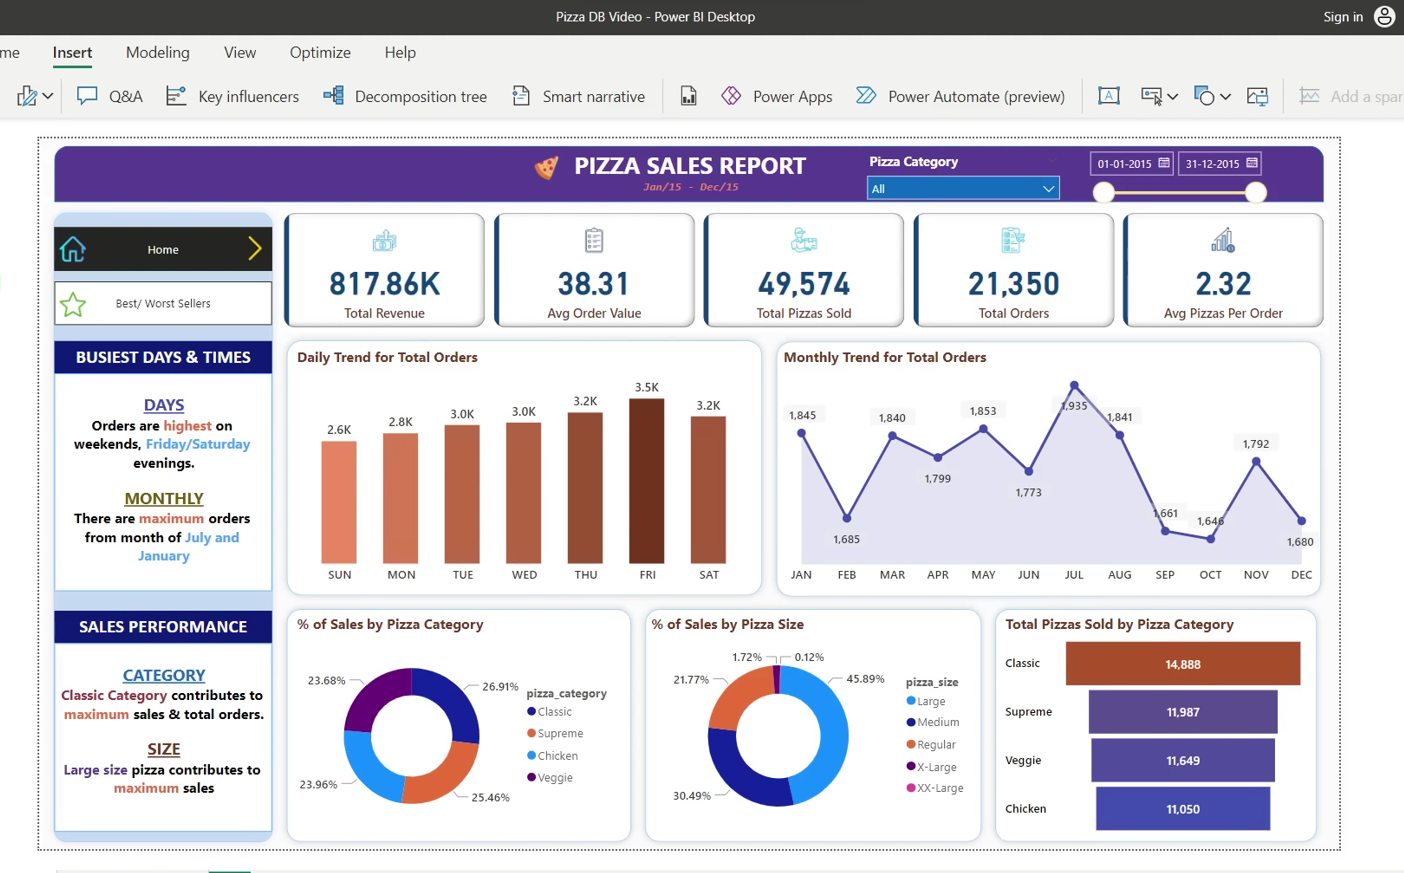 Pizza DB Video - Power BI Desktop
Sign in
me
Insert
Modeling
View
Optimize
Help
Q&A
Key influencers
Decomposition tree
Smart narrative
Power Apps
Power Automate (preview)
A
Add a spar
PIZZA SALES REPORT
Jan/15 - Dec/15
Pizza Category
All
01-01-2015
31-12-2015
Home
Best/ Worst Sellers
817.86K
Total Revenue
38.31
Avg Order Value
49,574
Total Pizzas Sold
21,350
Total Orders
2.32
Avg Pizzas Per Order
BUSIEST DAYS & TIMES
DAYS
Orders are highest on
weekends, Friday/Saturday
evenings.
MONTHLY
There are maximum orders
from month of July and
January
SALES PERFORMANCE
CATEGORY
Classic Category contributes to
maximum sales & total orders.
SIZE
Large size pizza contributes to
maximum sales
Daily Trend for Total Orders
2.6K
2.8K
3.0K
3.0K
3.2K
3.5K
3.2K
SUN
MON
TUE
WED
THU
FRI
SAT
Monthly Trend for Total Orders
1,845
1,685
1,840
1,799
1,853
1,773
1,935
1,841
1,661
1,646
1,792
1,680
JAN
FEB
MAR
APR
MAY
JUN
JUL
AUG
SEP
OCT
NOV
DEC
% of Sales by Pizza Category
23.68%
26.91%
23.96%
25.46%
pizza_category
Classic
Supreme
Chicken
Veggie
% of Sales by Pizza Size
1.72%
0.12%
21.77%
45.89%
30.49%
pizza_size
Large
Medium
Regular
X-Large
XX-Large
Total Pizzas Sold by Pizza Category
Classic
14,888
Supreme
11,987
Veggie
11,649
Chicken
11,050